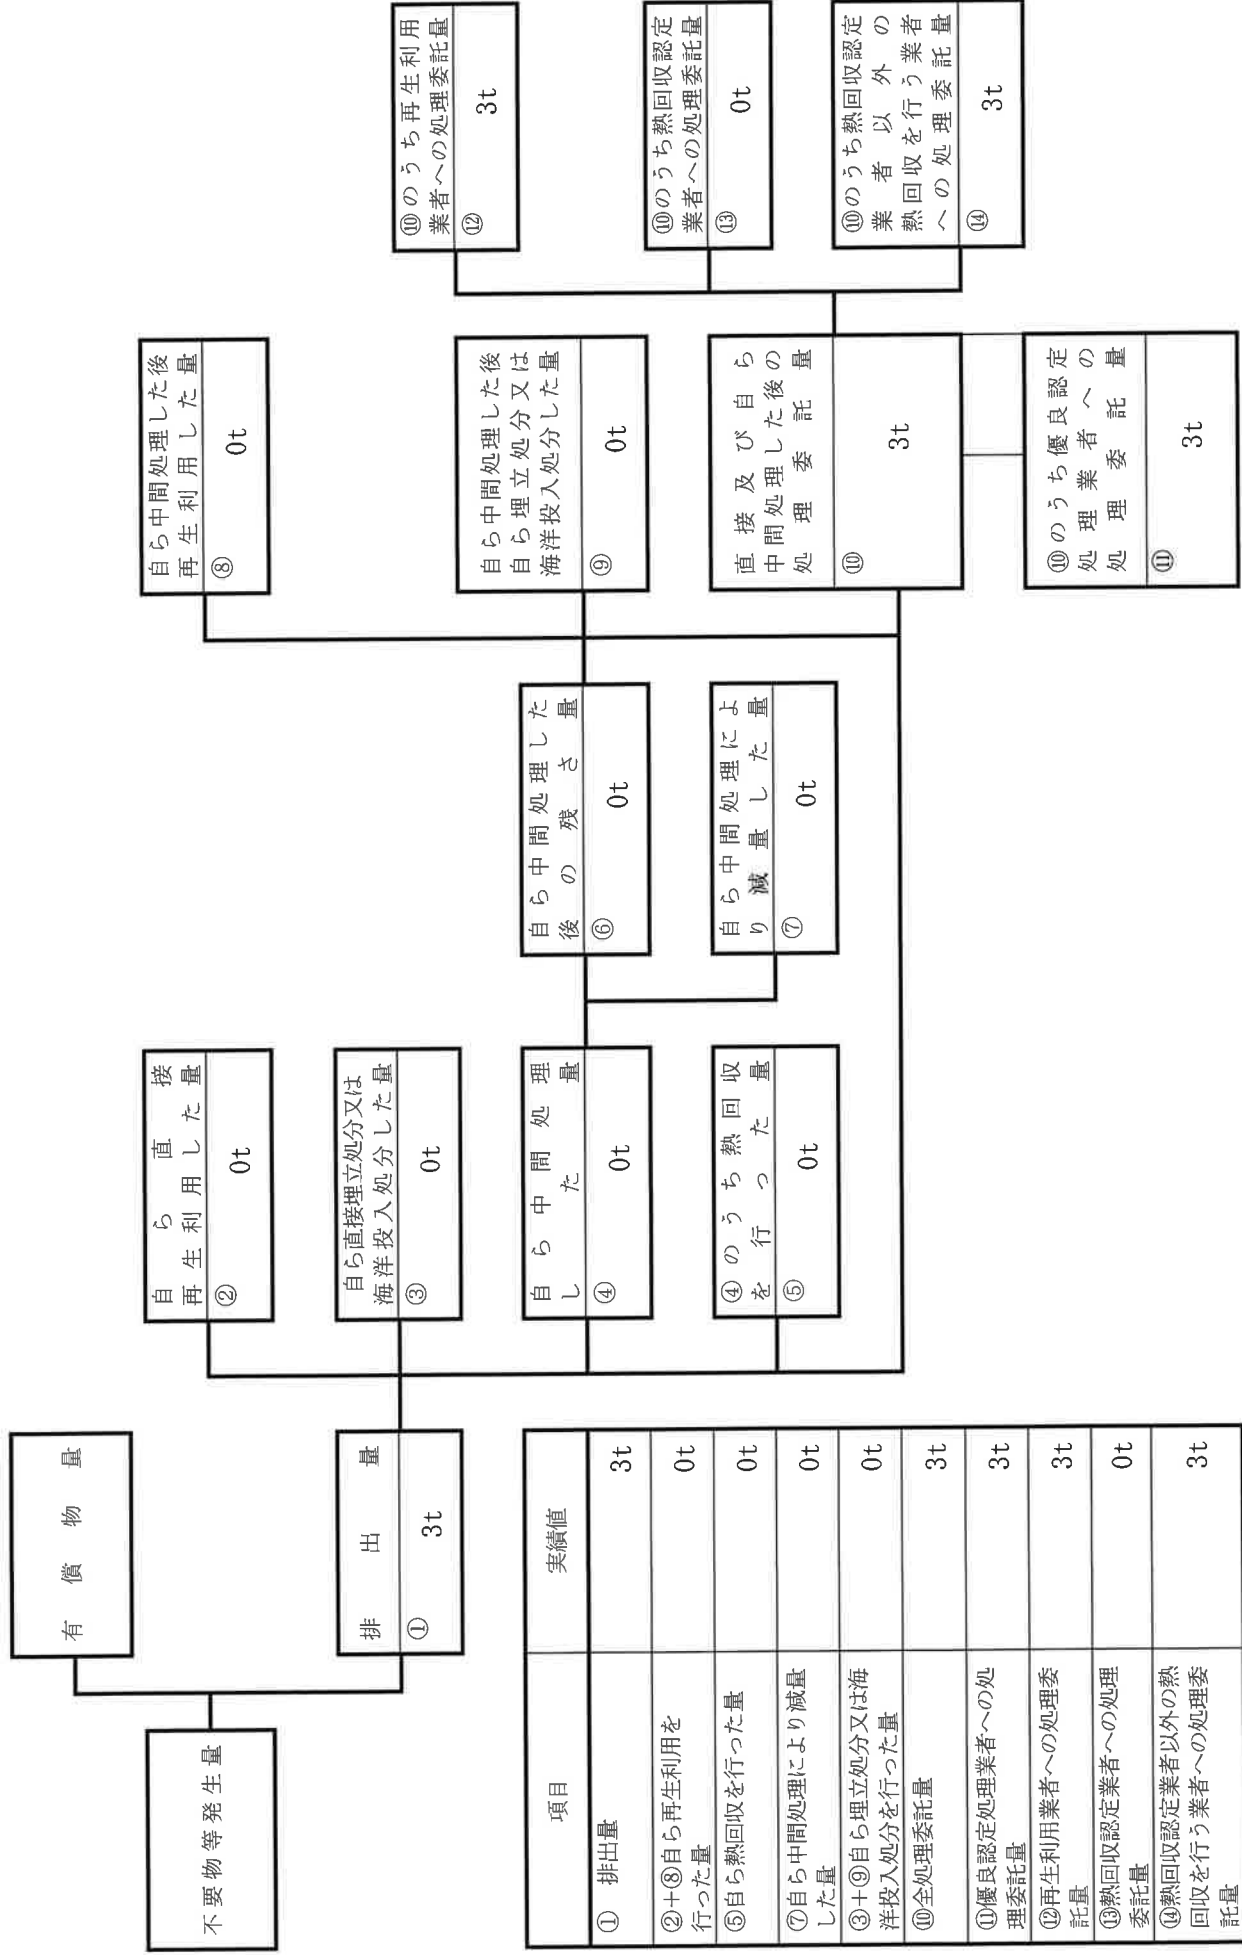 不要物等発生量
有償物量
排出量
① 3t
自ら直接
再生利用した量
② 0t
自ら直接埋立処分又は
海洋投入処分した量
③ 0t
自ら中間処理
した量
④ 0t
④のうち熱回収
を行った量
⑤ 0t
自ら中間処理した
後の残さ量
⑥ 0t
自ら中間処理によ
り減量した量
⑦ 0t
自ら中間処理した後
再生利用した量
⑧ 0t
自ら中間処理した後
自ら埋立処分又は
海洋投入処分した量
⑨ 0t
直接及び自ら
中間処理した後の
処理委託量
⑩ 3t
⑩のうち優良認定
処理業者への
処理委託量
⑪ 3t
⑩のうち再生利用
業者への処理委託量
⑫ 3t
⑩のうち熱回収認定
業者への処理委託量
⑬ 0t
⑩のうち熱回収認定
業者以外の
熱回収を行う業者
への処理委託量
⑭ 3t
項目 実績値
① 排出量 3t
②+⑧自ら再生利用を
行った量 0t
⑤自ら熱回収を行った量 0t
⑦自ら中間処理により減量
した量 0t
③+⑨自ら埋立処分又は海
洋投入処分を行った量 0t
⑩全処理委託量 3t
⑪優良認定処理業者への処
理委託量 3t
⑫再生利用業者への処理委
託量 3t
⑬熱回収認定業者への処理
委託量 0t
⑭熱回収認定業者以外の熱
回収を行う業者への処理委
託量 3t